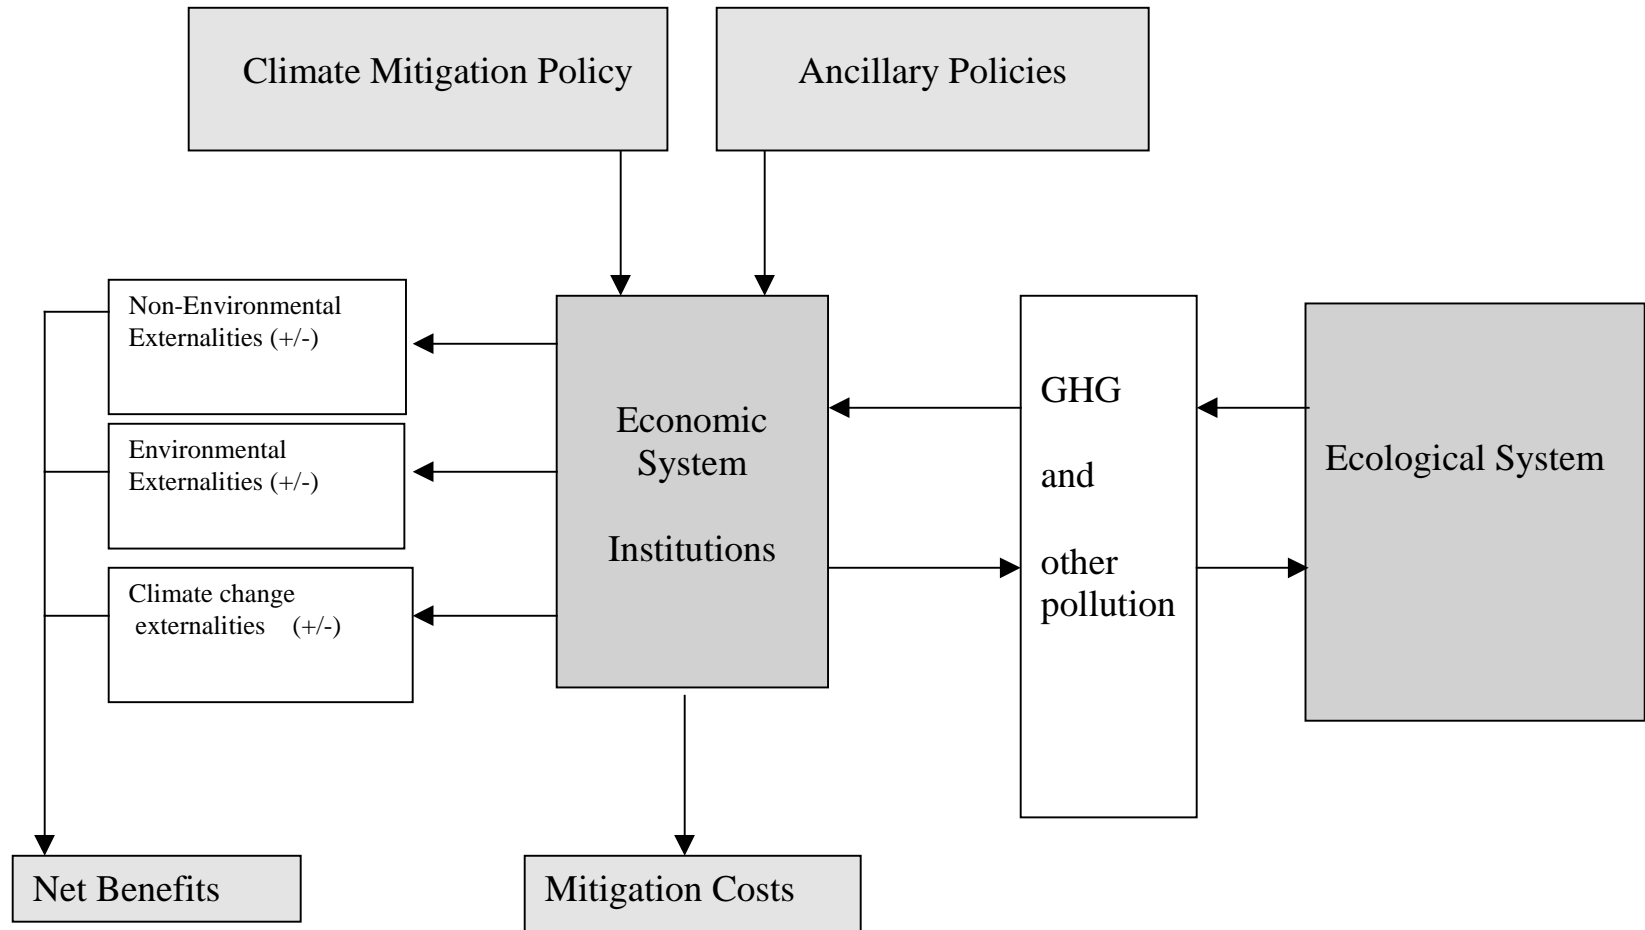 Climate Mitigation Policy
Ancillary Policies
Non-Environmental
Externalities (+/-)
Environmental
Externalities (+/-)
Climate change
externalities (+/-)
Economic
System
Institutions
GHG
and
other
pollution
Ecological System
Net Benefits
Mitigation Costs